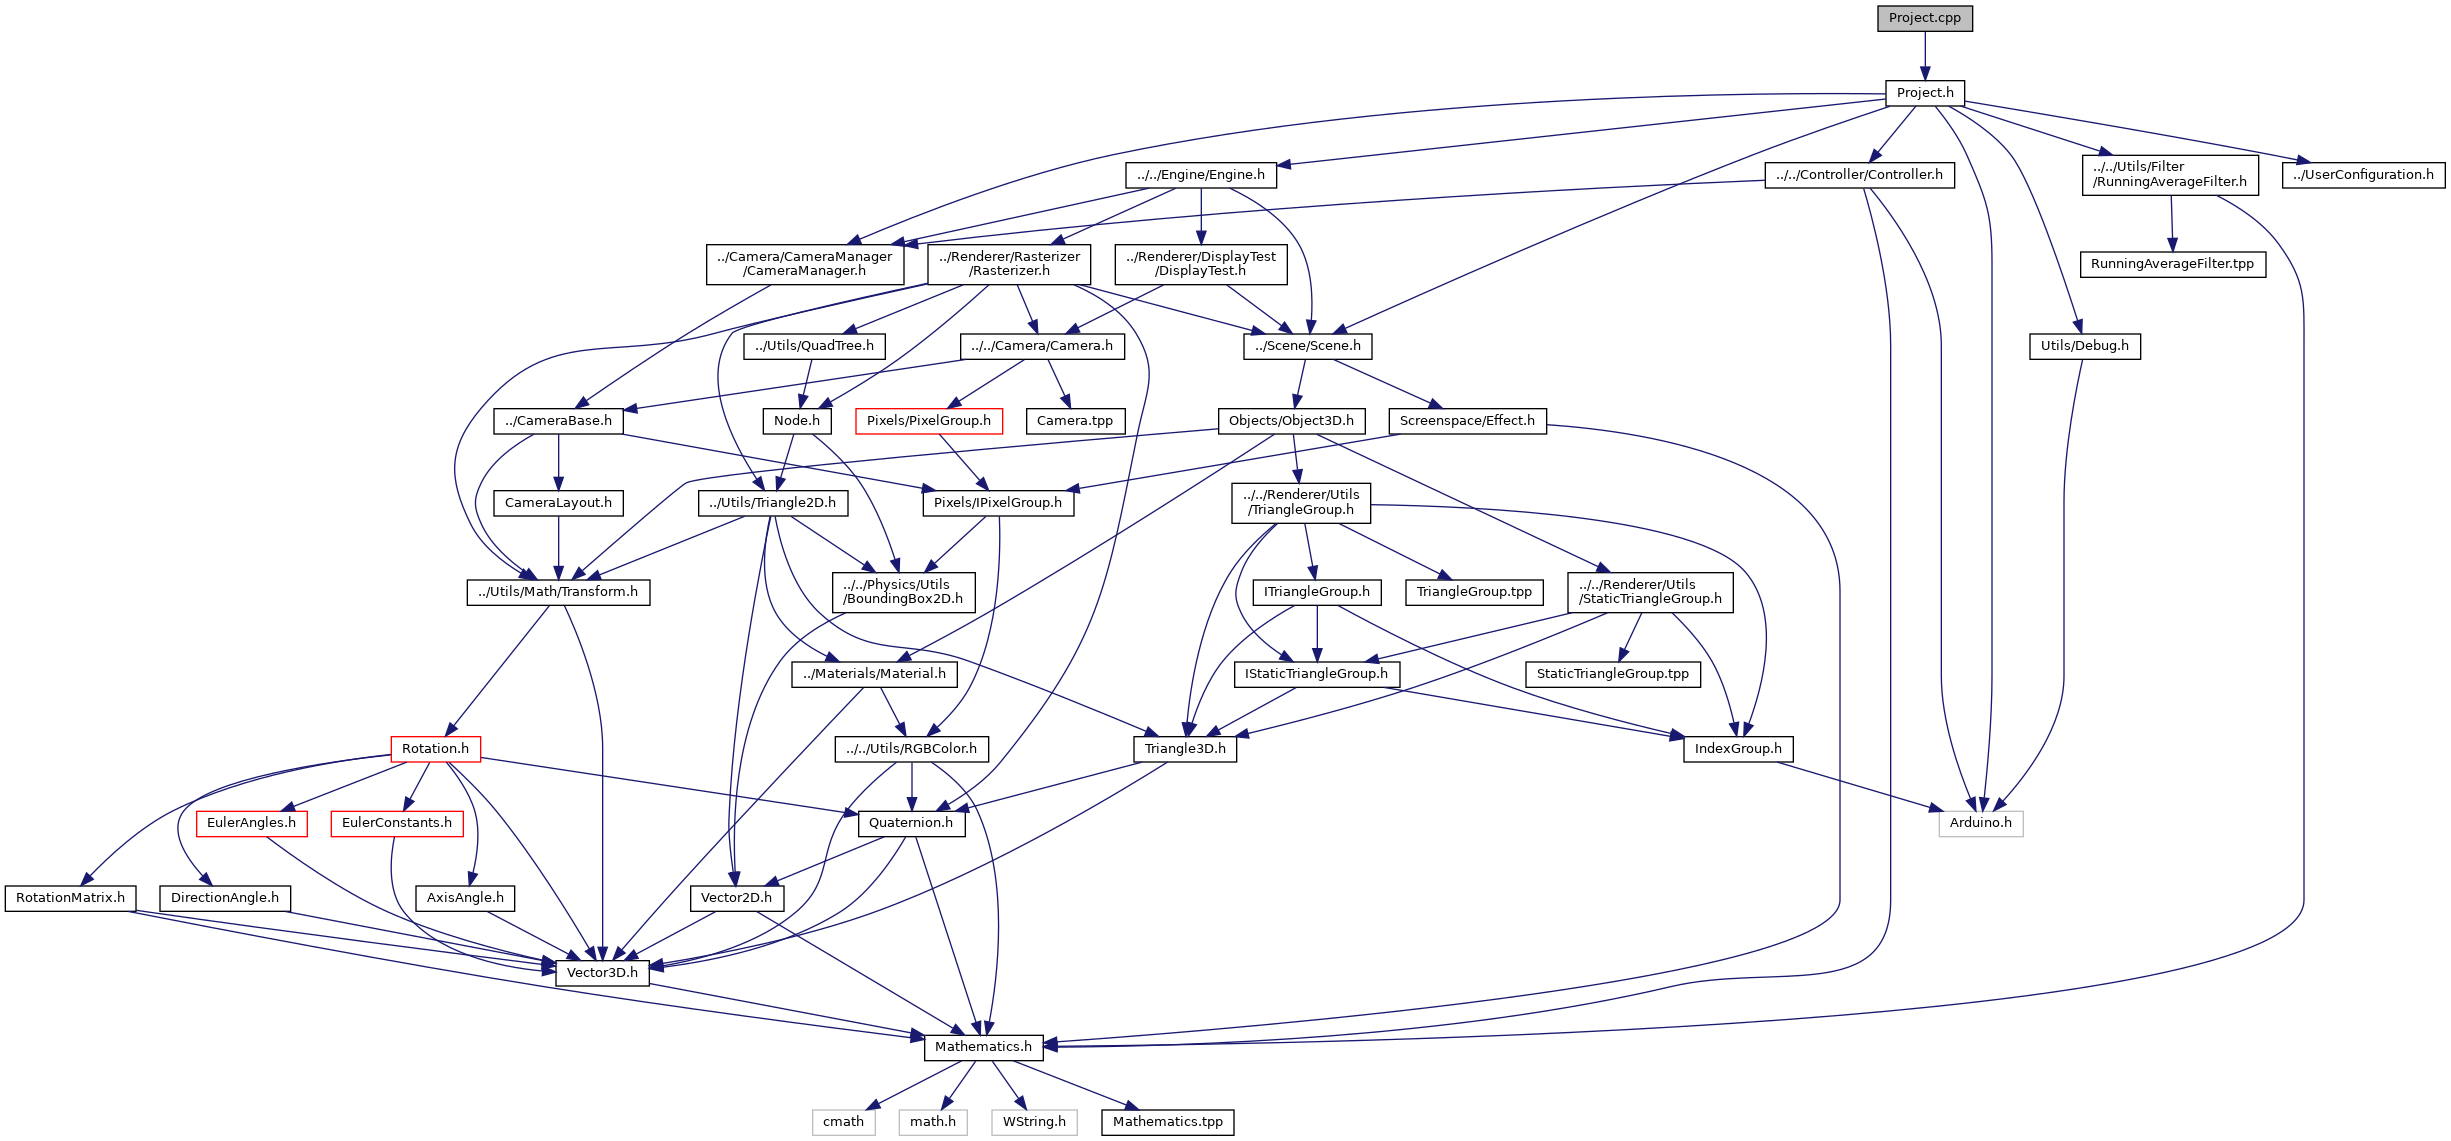 Project.cpp
Project.h
../../Engine/Engine.h
../../Controller/Controller.h
../../Utils/Filter
/RunningAverageFilter.h
../UserConfiguration.h
../Camera/CameraManager
/CameraManager.h
../Renderer/Rasterizer
/Rasterizer.h
../Renderer/DisplayTest
/DisplayTest.h
RunningAverageFilter.tpp
../Utils/QuadTree.h
../../Camera/Camera.h
../Scene/Scene.h
Utils/Debug.h
../CameraBase.h
Node.h
Pixels/PixelGroup.h
Camera.tpp
Objects/Object3D.h
Screenspace/Effect.h
CameraLayout.h
../Utils/Triangle2D.h
Pixels/IPixelGroup.h
../../Renderer/Utils
/TriangleGroup.h
../Utils/Math/Transform.h
../../Physics/Utils
/BoundingBox2D.h
ITriangleGroup.h
TriangleGroup.tpp
../../Renderer/Utils
/StaticTriangleGroup.h
../Materials/Material.h
IStaticTriangleGroup.h
StaticTriangleGroup.tpp
Rotation.h
../../Utils/RGBColor.h
Triangle3D.h
IndexGroup.h
EulerAngles.h
EulerConstants.h
Quaternion.h
Arduino.h
RotationMatrix.h
DirectionAngle.h
AxisAngle.h
Vector2D.h
Vector3D.h
Mathematics.h
cmath
math.h
WString.h
Mathematics.tpp